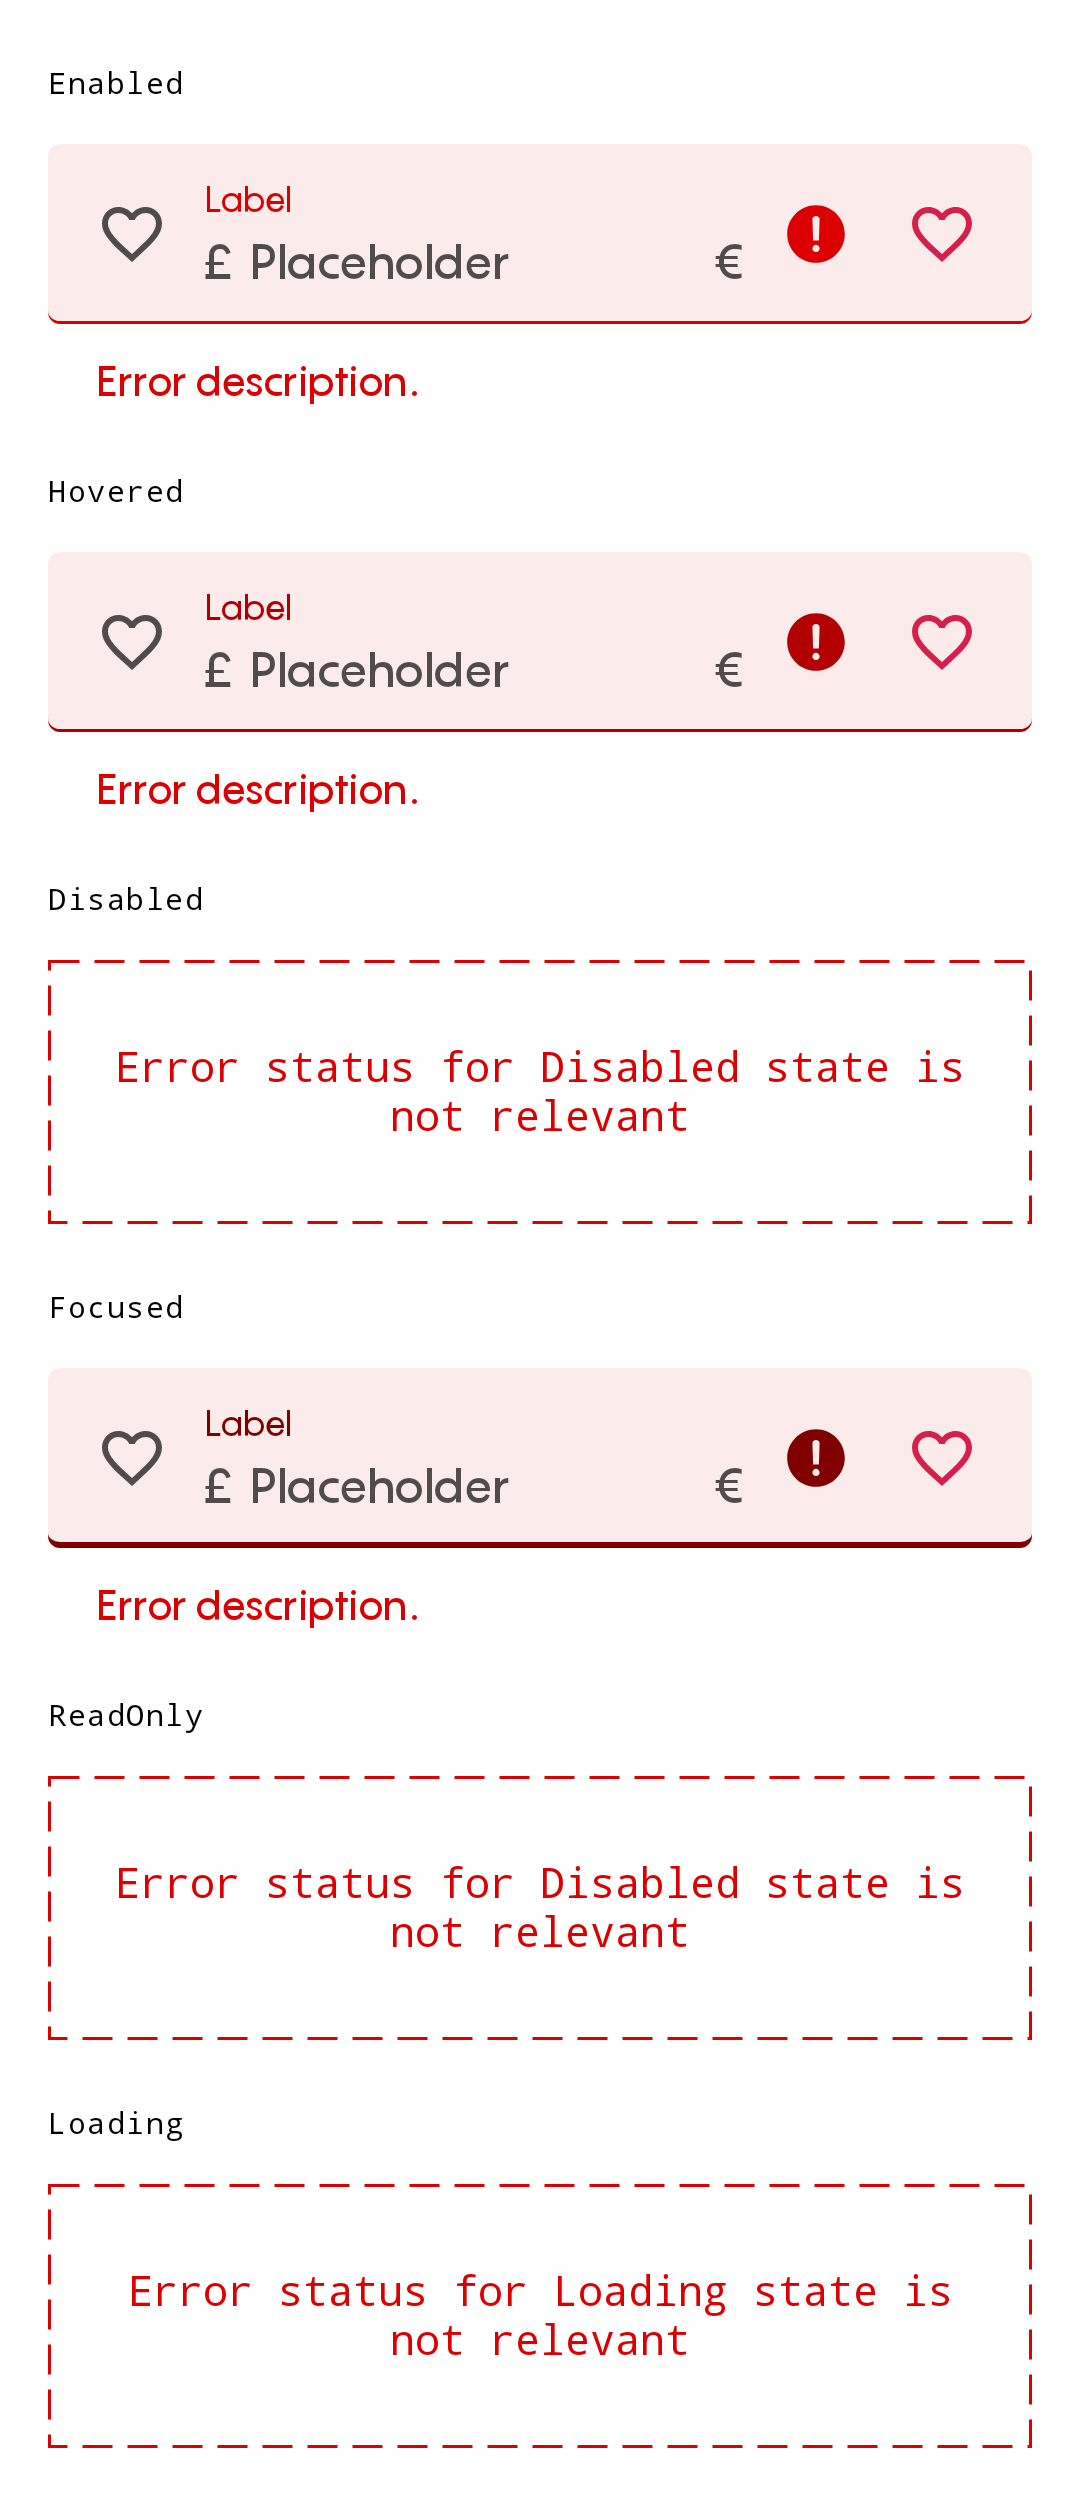 Enabled
Label
£ Placeholder €
Error description.
Hovered
Label
£ Placeholder €
Error description.
Disabled
Error status for Disabled state is
not relevant
Focused
Label
£ Placeholder €
Error description.
ReadOnly
Error status for Disabled state is
not relevant
Loading
Error status for Loading state is
not relevant